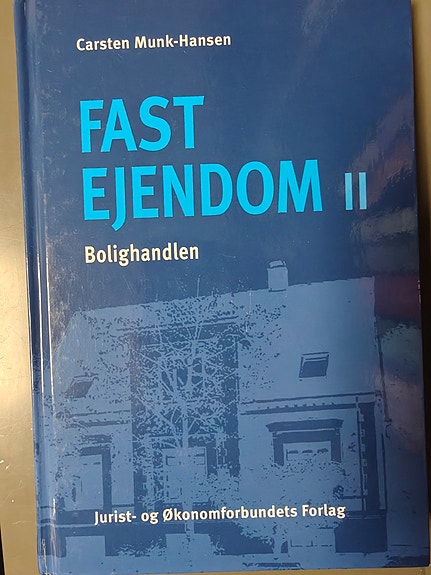 Carsten Munk-Hansen
FAST
EJENDOM II
Bolighandlen
Jurist- og Økonomforbundets Forlag